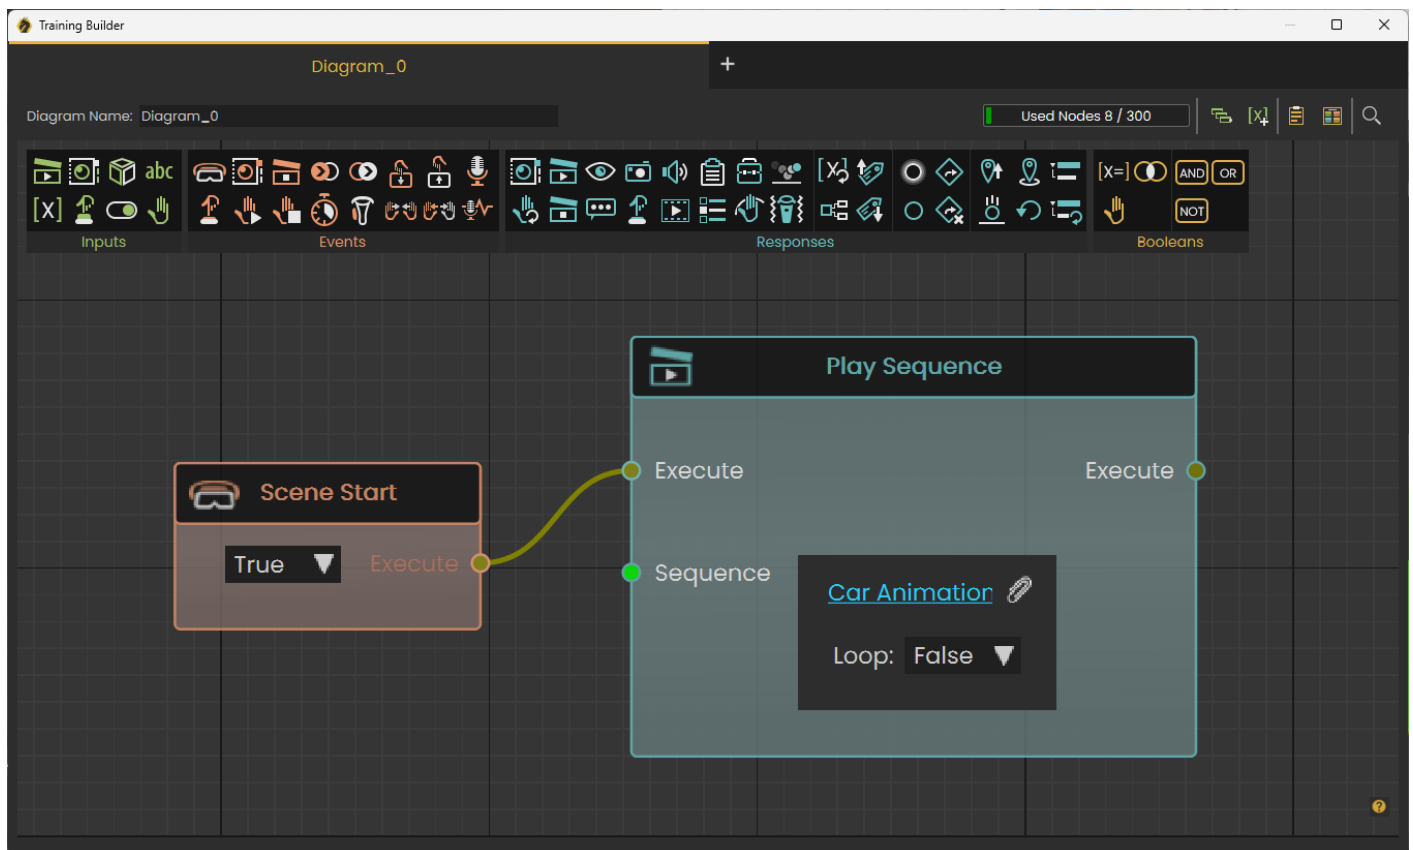 Training Builder
Diagram_0
+
Diagram Name: Diagram_0
Used Nodes 8 / 300
[X]
abc
[X]
[X=]
AND
OR
[X]
NOT
Inputs
Events
Responses
Booleans
Play Sequence
Execute
Execute
Scene Start
True
Execute
Sequence
Car Animation
Loop: False
?